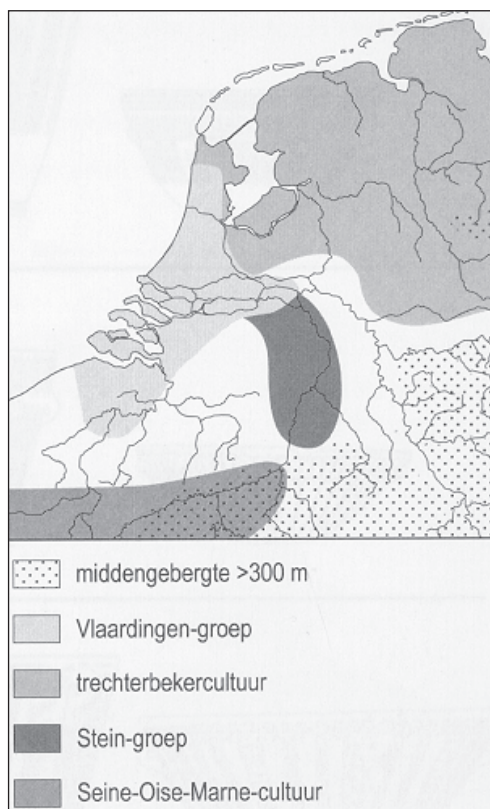 middengebergte >300 m
Vlaardingen-groep
trechterbekercultuur
Stein-groep
Seine-Oise-Marne-cultuur